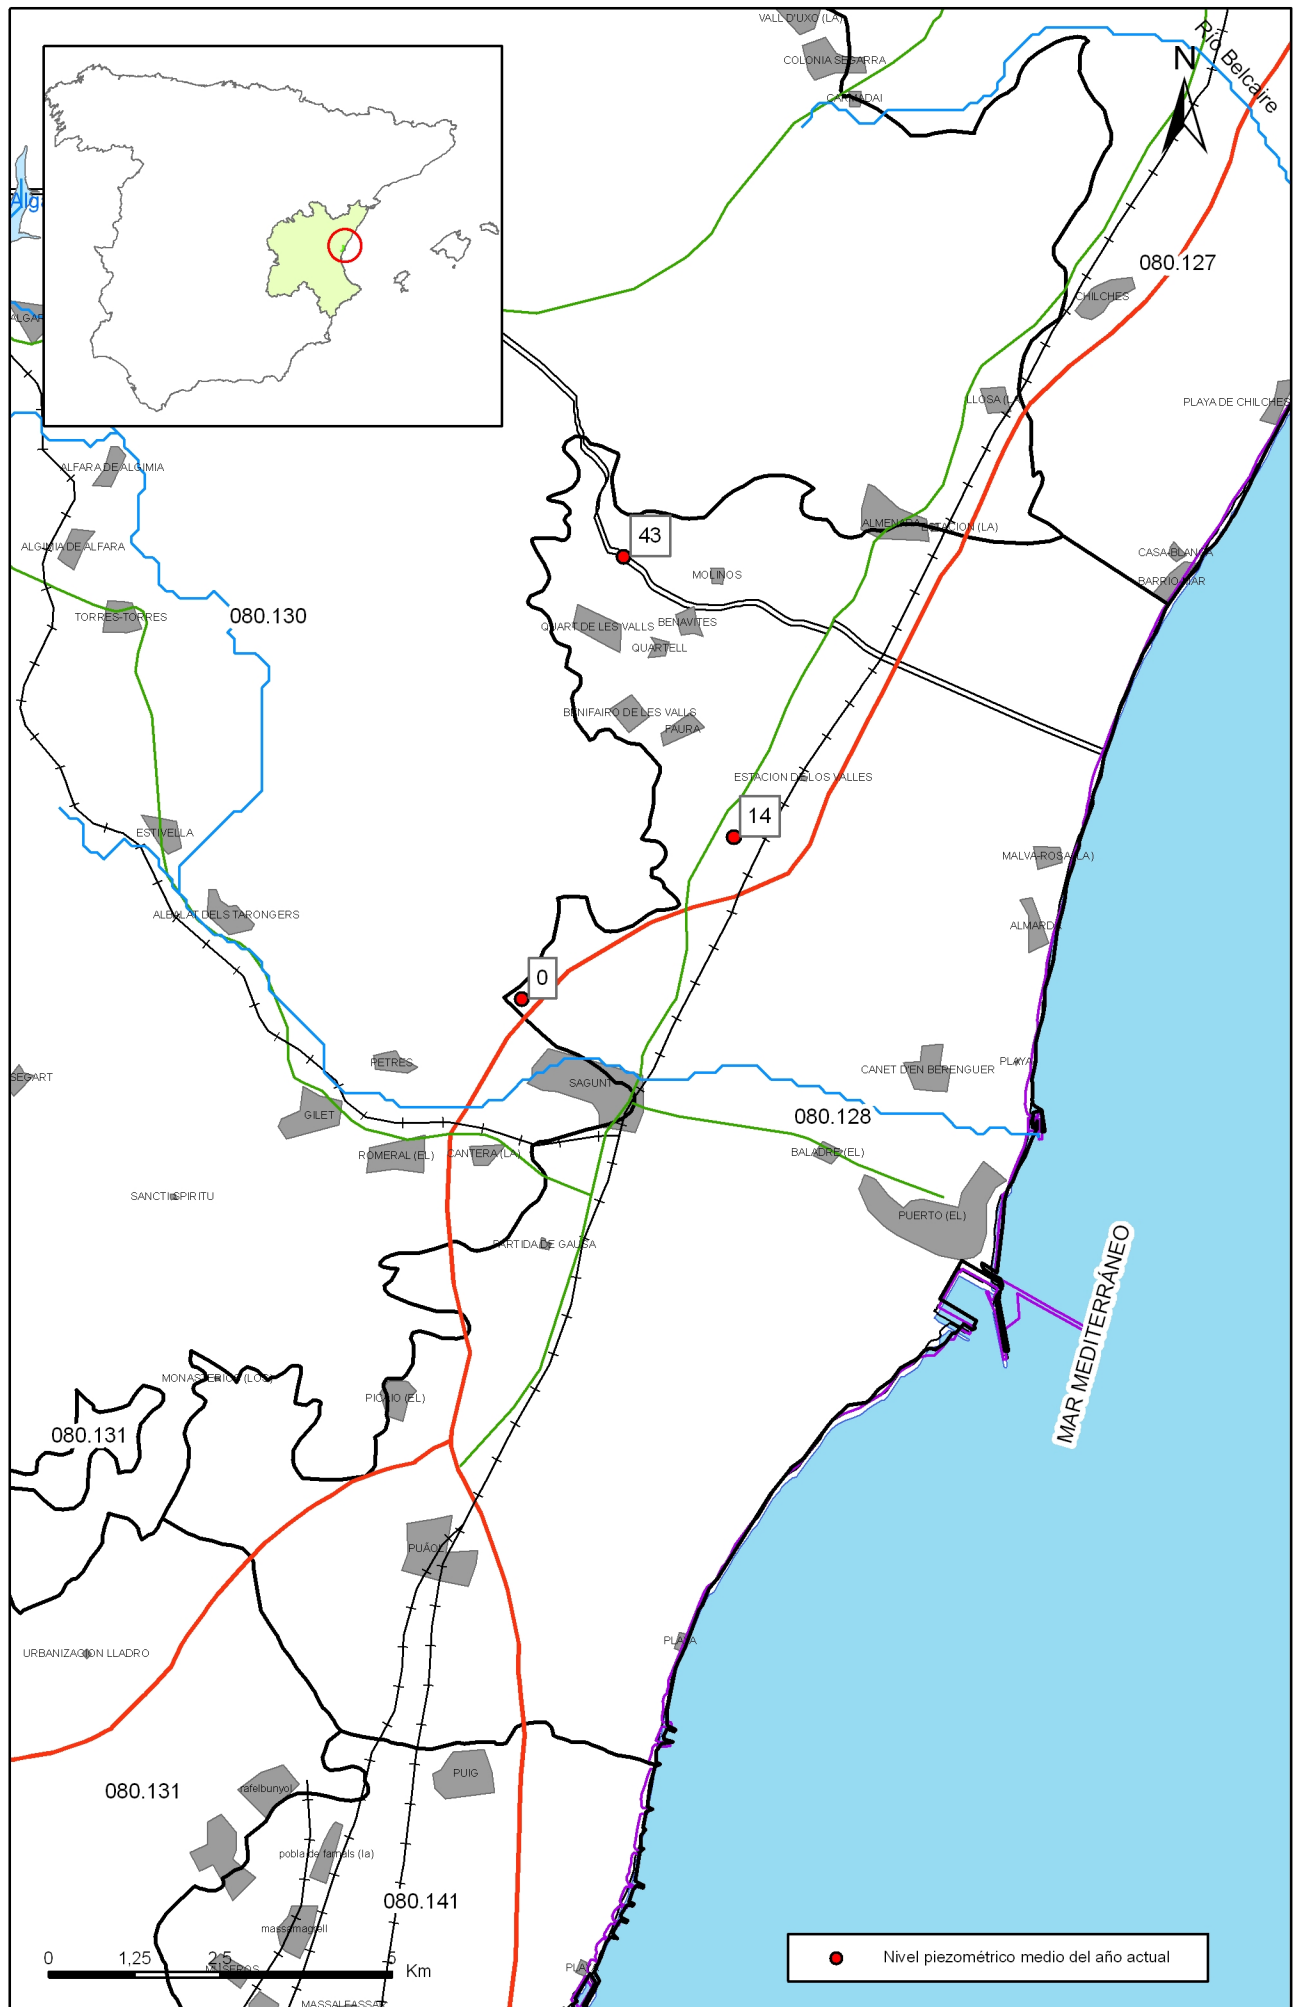 VALL D'UXO (LA)
Río Belcaire
COLONIA SEGARRA
N
CARMADAI
080.127
CHILCHES
LLOSA (LA)
PLAYA DE CHILCHES
ALFARA DE ALGIMIA
ALMENARA
ESTACION (LA)
43
ALGIMIA DE ALFARA
CASA-BLANCA
MOLINOS
BARRIO-MAR
TORRES-TORRES
080.130
QUART DE LES VALLS
BENAVITES
QUARTELL
BENIFAIRO DE LES VALLS
FAURA
ESTACION DE LOS VALLES
14
ESTIVELLA
MALVA-ROSA (LA)
ALBALAT DELS TARONGERS
ALMARDA
0
PETRES
PLAYA
CANET D'EN BERENGUER
SEGART
SAGUNT
GILET
080.128
ROMERAL (EL)
CANTERA (LA)
BALADRE (EL)
SANCTI SPIRITU
PUERTO (EL)
PARTIDA DE GAUSA
MAR MEDITERRÁNEO
MONASTERIOS (LOS)
PICAIO (EL)
080.131
PUÃOL
PLAYA
URBANIZACION LLADRO
PUIG
080.131
rafelbunyol
pobla de farnals (la)
080.141
massamagrell
Nivel piezométrico medio del año actual
0
1,25
2,5
5
Km
MUSEROS
MASSALFASSAR